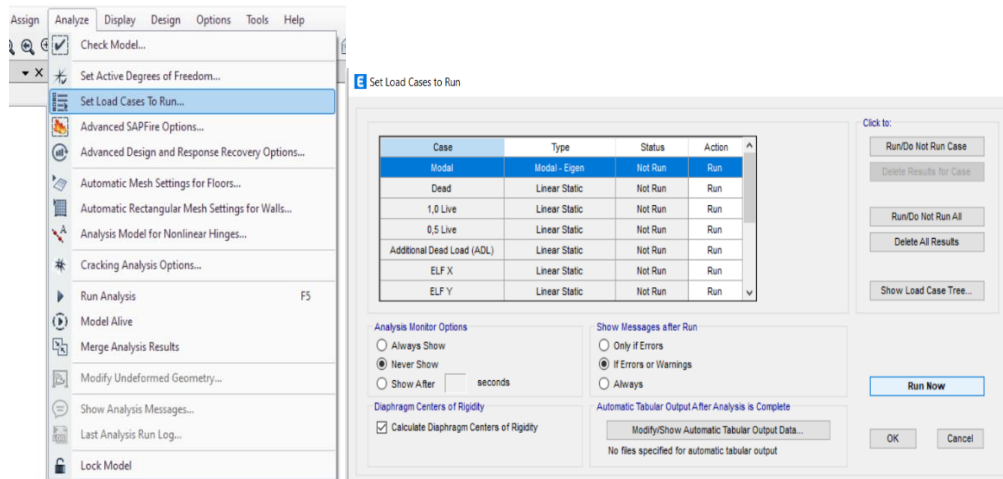 Assign Analyze Display Design Options Tools Help
Check Model...
Set Active Degrees of Freedom...
Set Load Cases To Run...
Advanced SAPFire Options...
Advanced Design and Response Recovery Options...
Automatic Mesh Settings for Floors...
Automatic Rectangular Mesh Settings for Walls...
Analysis Model for Nonlinear Hinges...
Cracking Analysis Options...
Run Analysis F5
Model Alive
Merge Analysis Results
Modify Undeformed Geometry...
Show Analysis Messages...
Last Analysis Run Log...
Lock Model
Set Load Cases to Run
Case Type Status Action
Modal Modal - Eigen Not Run Run
Dead Linear Static Not Run Run
1,0 Live Linear Static Not Run Run
0,5 Live Linear Static Not Run Run
Additional Dead Load (ADL) Linear Static Not Run Run
ELF X Linear Static Not Run Run
ELF Y Linear Static Not Run Run
Click to:
Run/Do Not Run Case
Delete Results for Case
Run/Do Not Run All
Delete All Results
Show Load Case Tree...
Analysis Monitor Options
Always Show
Never Show
Show After seconds
Show Messages after Run
Only if Errors
If Errors or Warnings
Always
Diaphragm Centers of Rigidity
Calculate Diaphragm Centers of Rigidity
Automatic Tabular Output After Analysis is Complete
Modify/Show Automatic Tabular Output Data...
No files specified for automatic tabular output
Run Now
OK Cancel